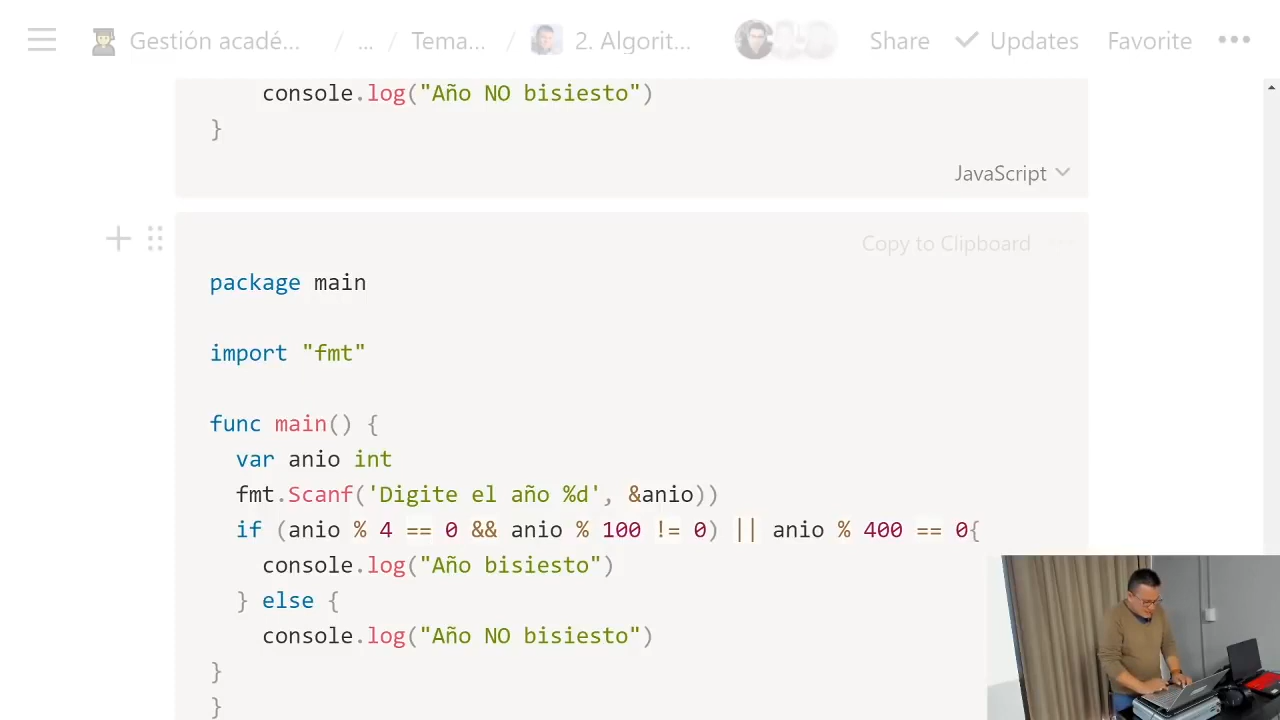 Gestión acadé... / ... / Tema... / 2. Algorit... Share Updates Favorite
console.log("Año NO bisiesto")
}
JavaScript
Copy to Clipboard
package main
import "fmt"
func main() {
var anio int
fmt.Scanf('Digite el año %d', &anio))
if (anio % 4 == 0 && anio % 100 != 0) || anio % 400 == 0{
console.log("Año bisiesto")
} else {
console.log("Año NO bisiesto")
}
}